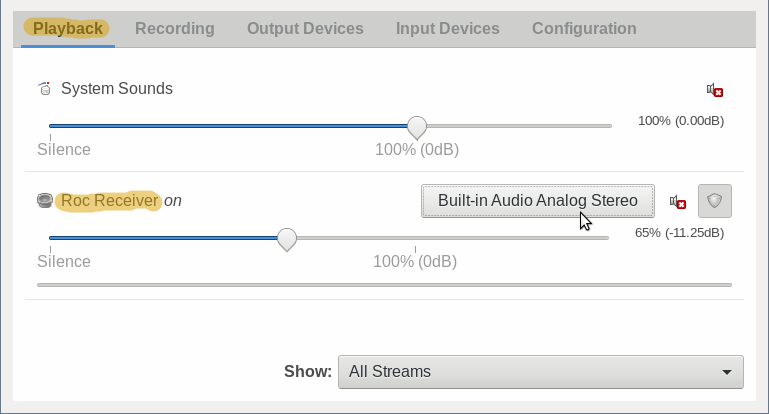 Playback Recording Output Devices Input Devices Configuration
System Sounds
100% (0.00dB)
Silence 100% (0dB)
Roc Receiver on Built-in Audio Analog Stereo
65% (-11.25dB)
Silence 100% (0dB)
Show: All Streams